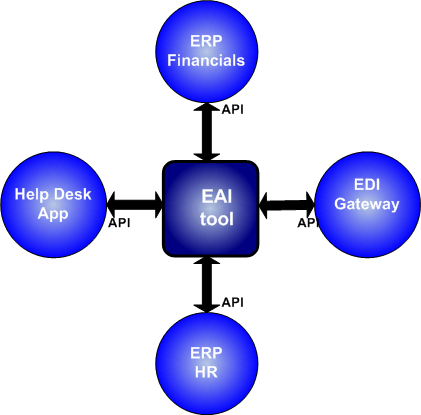 ERP
Financials
API
Help Desk
App
API
EAI
tool
EDI
Gateway
API
API
ERP
HR